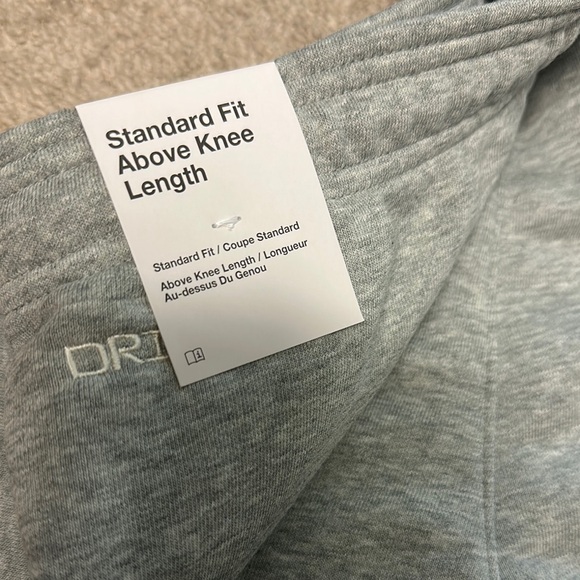 Standard Fit
Above Knee
Length
Standard Fit / Coupe Standard
Above Knee Length / Longueur
Au-dessus Du Genou
DRI